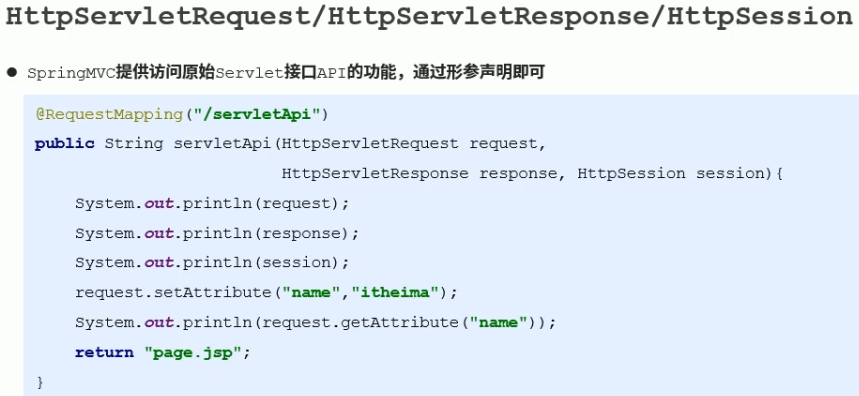 HttpServletRequest/HttpServletResponse/HttpSession
● SpringMVC提供访问原始Servlet接口API的功能，通过形参声明即可
@RequestMapping("/servletApi")
public String servletApi(HttpServletRequest request,
                         HttpServletResponse response, HttpSession session){
    System.out.println(request);
    System.out.println(response);
    System.out.println(session);
    request.setAttribute("name","itheima");
    System.out.println(request.getAttribute("name"));
    return "page.jsp";
}